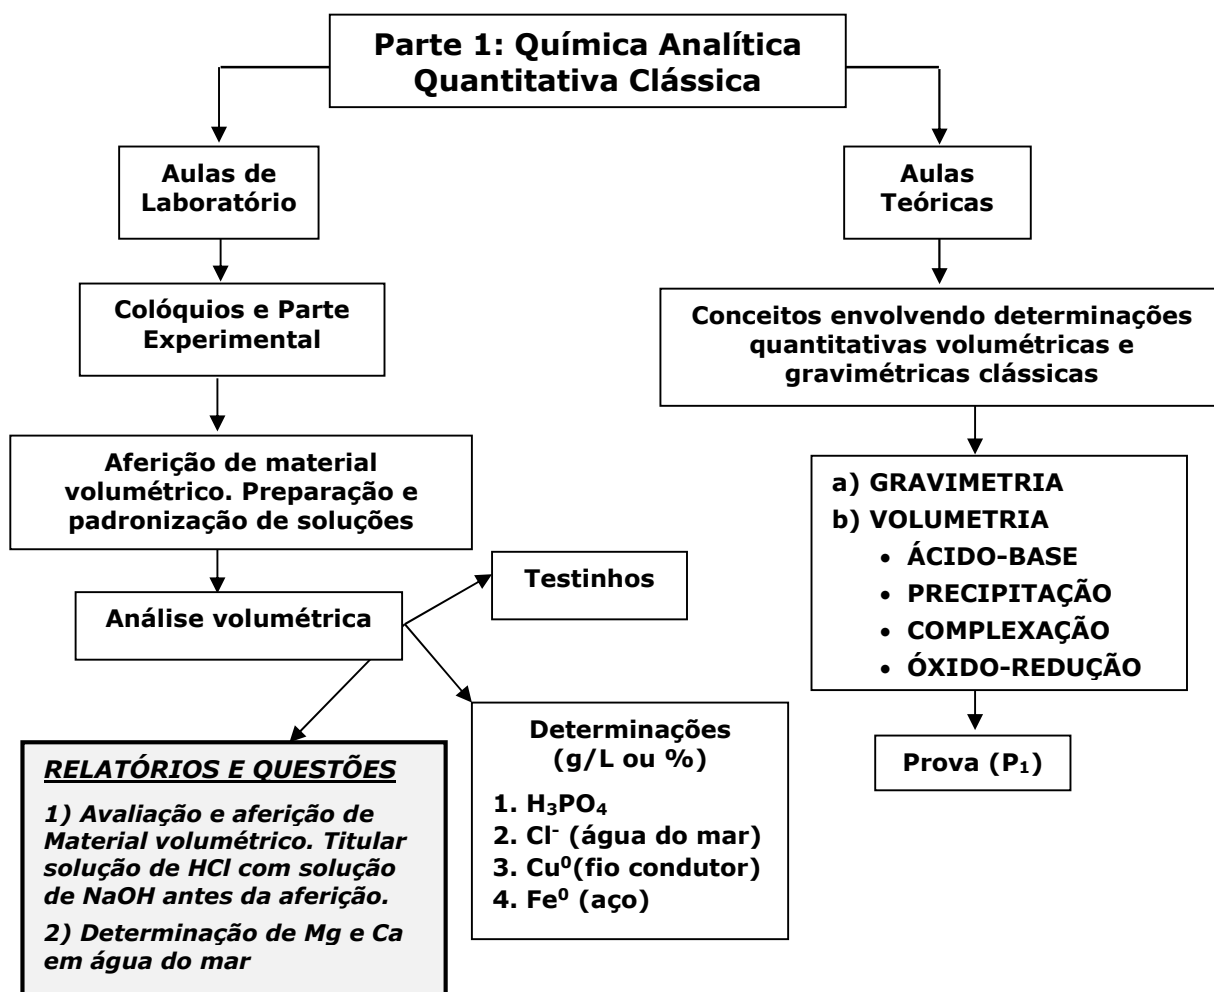 Parte 1: Química Analítica
Quantitativa Clássica
Aulas de
Laboratório
Aulas
Teóricas
Colóquios e Parte
Experimental
Conceitos envolvendo determinações
quantitativas volumétricas e
gravimétricas clássicas
Aferição de material
volumétrico. Preparação e
padronização de soluções
a) GRAVIMETRIA
b) VOLUMETRIA
• ÁCIDO-BASE
• PRECIPITAÇÃO
• COMPLEXAÇÃO
• ÓXIDO-REDUÇÃO
Testinhos
Análise volumétrica
Determinações
(g/L ou %)
1. H₃PO₄
2. Cl⁻ (água do mar)
3. Cu⁰(fio condutor)
4. Fe⁰ (aço)
Prova (P₁)
RELATÓRIOS E QUESTÕES
1) Avaliação e aferição de
Material volumétrico. Titular
solução de HCl com solução
de NaOH antes da aferição.
2) Determinação de Mg e Ca
em água do mar